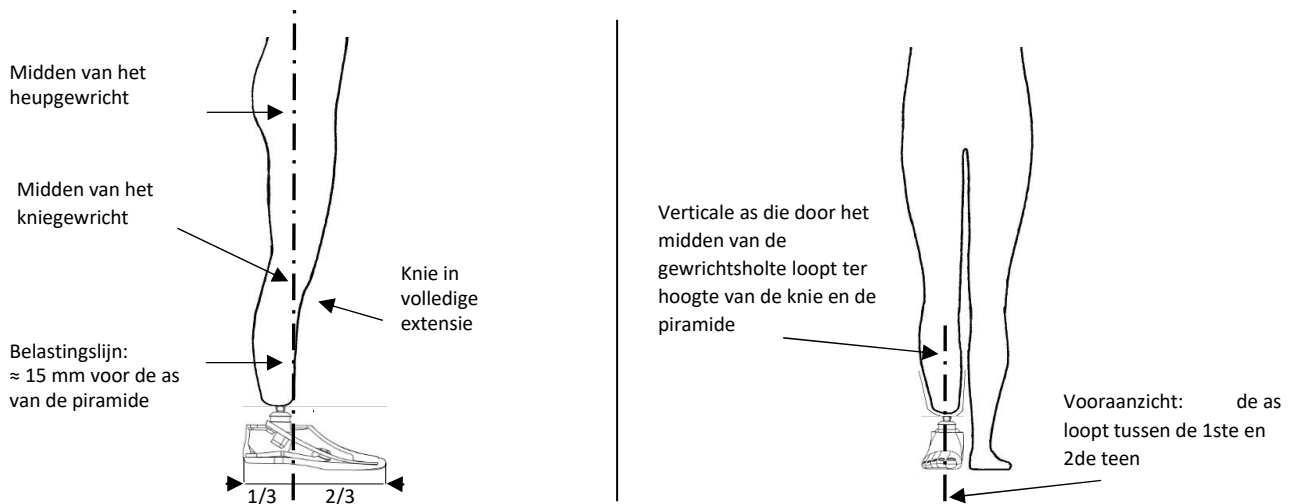 Midden van het
heupgewricht
Midden van het
kniegewricht
Knie in
volledige
extensie
Belastingslijn:
≈ 15 mm voor de as
van de piramide
1/3
2/3
Verticale as die door het
midden van de
gewrichtsholte loopt ter
hoogte van de knie en de
piramide
Vooraanzicht: de as
loopt tussen de 1ste en
2de teen